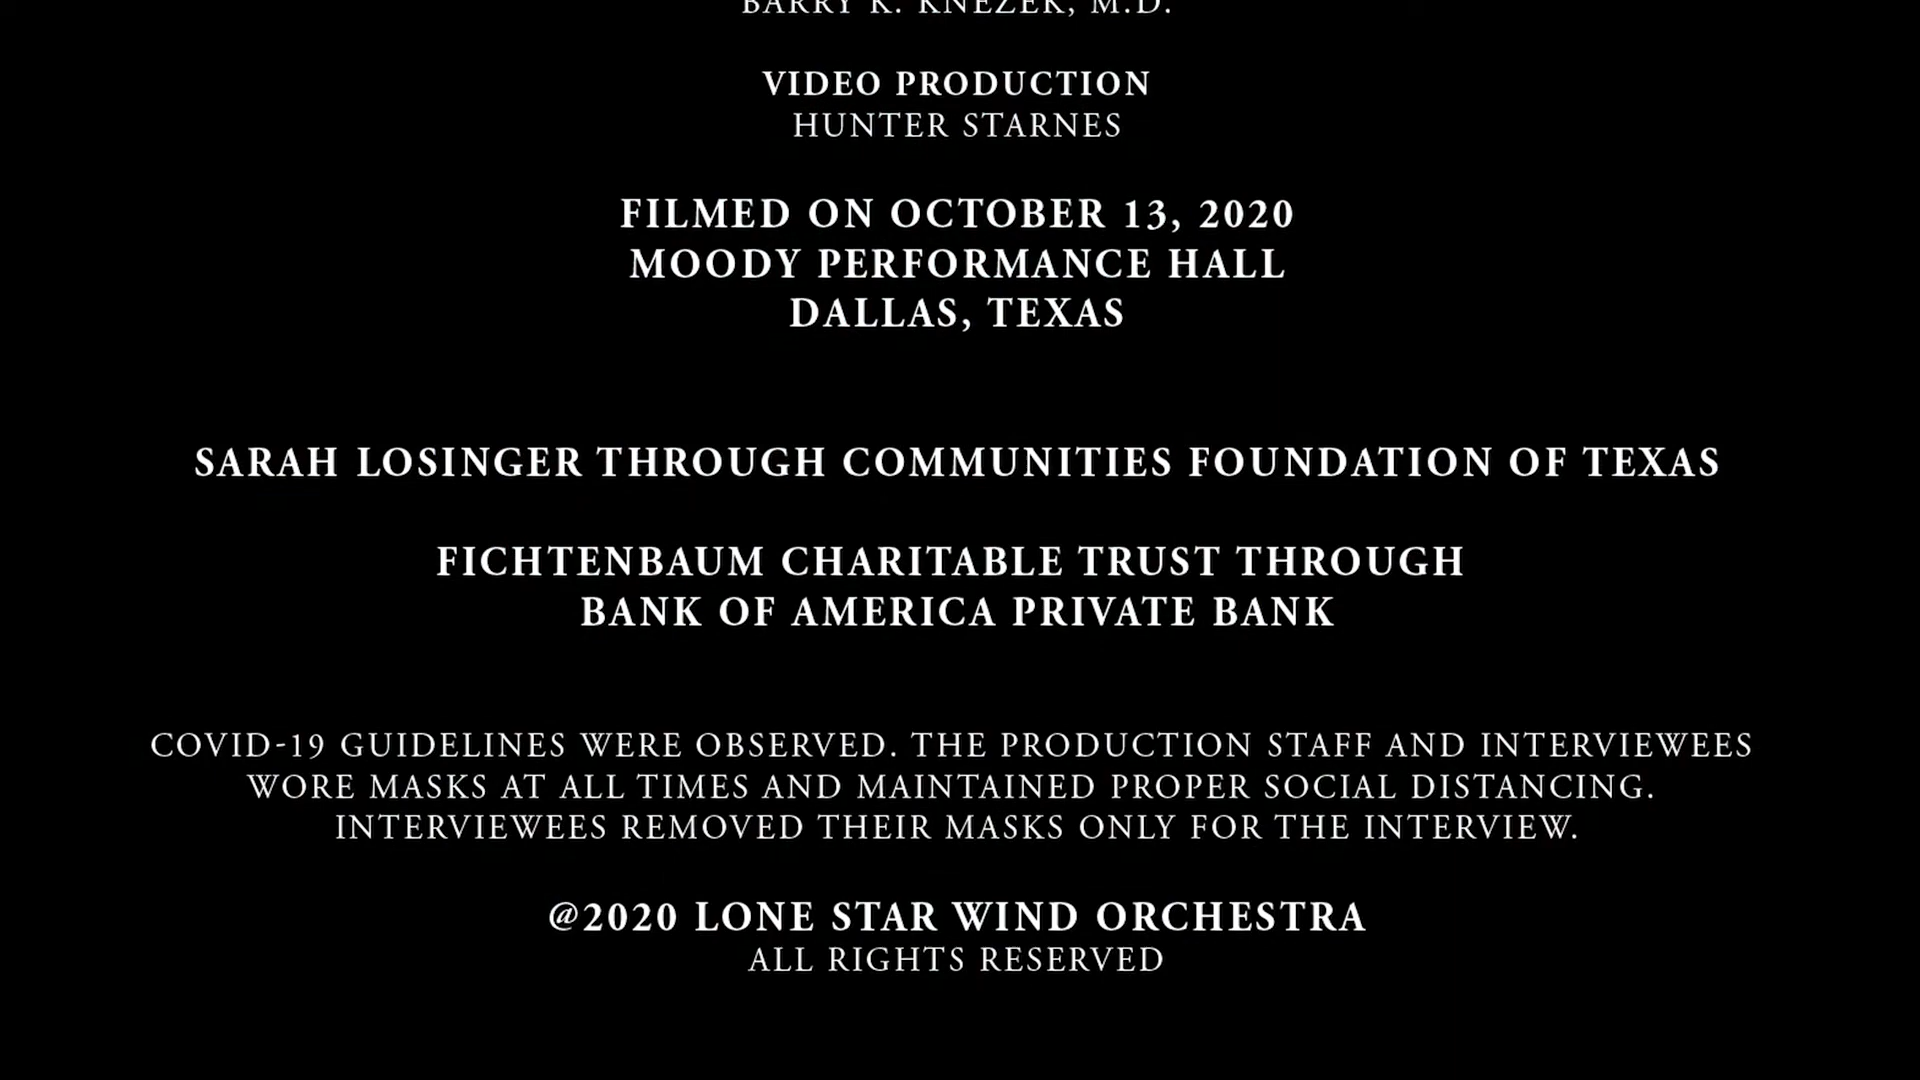 BARRY K. KNEZEK, M.D.
VIDEO PRODUCTION
HUNTER STARNES
FILMED ON OCTOBER 13, 2020
MOODY PERFORMANCE HALL
DALLAS, TEXAS
SARAH LOSINGER THROUGH COMMUNITIES FOUNDATION OF TEXAS
FICHTENBAUM CHARITABLE TRUST THROUGH
BANK OF AMERICA PRIVATE BANK
COVID-19 GUIDELINES WERE OBSERVED. THE PRODUCTION STAFF AND INTERVIEWEES
WORE MASKS AT ALL TIMES AND MAINTAINED PROPER SOCIAL DISTANCING.
INTERVIEWEES REMOVED THEIR MASKS ONLY FOR THE INTERVIEW.
@2020 LONE STAR WIND ORCHESTRA
ALL RIGHTS RESERVED